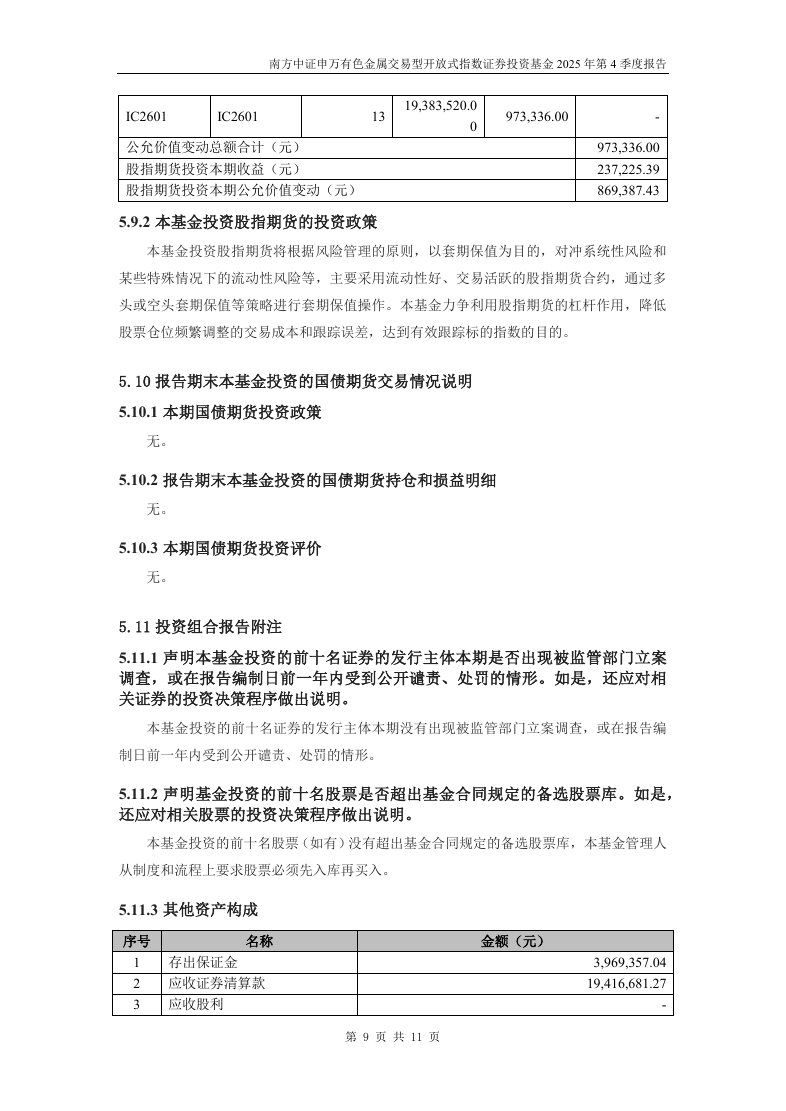 南方中证申万有色金属交易型开放式指数证券投资基金 2025 年第 4 季度报告
IC2601 IC2601 13 19,383,520.00 973,336.00 -
公允价值变动总额合计（元） 973,336.00
股指期货投资本期收益（元） 237,225.39
股指期货投资本期公允价值变动（元） 869,387.43
5.9.2 本基金投资股指期货的投资政策
本基金投资股指期货将根据风险管理的原则，以套期保值为目的，对冲系统性风险和
某些特殊情况下的流动性风险等，主要采用流动性好、交易活跃的股指期货合约，通过多
头或空头套期保值等策略进行套期保值操作。本基金力争利用股指期货的杠杆作用，降低
股票仓位频繁调整的交易成本和跟踪误差，达到有效跟踪标的指数的目的。
5.10 报告期末本基金投资的国债期货交易情况说明
5.10.1 本期国债期货投资政策
无。
5.10.2 报告期末本基金投资的国债期货持仓和损益明细
无。
5.10.3 本期国债期货投资评价
无。
5.11 投资组合报告附注
5.11.1 声明本基金投资的前十名证券的发行主体本期是否出现被监管部门立案
调查，或在报告编制日前一年内受到公开谴责、处罚的情形。如是，还应对相
关证券的投资决策程序做出说明。
本基金投资的前十名证券的发行主体本期没有出现被监管部门立案调查，或在报告编
制日前一年内受到公开谴责、处罚的情形。
5.11.2 声明基金投资的前十名股票是否超出基金合同规定的备选股票库。如是，
还应对相关股票的投资决策程序做出说明。
本基金投资的前十名股票（如有）没有超出基金合同规定的备选股票库，本基金管理人
从制度和流程上要求股票必须先入库再买入。
5.11.3 其他资产构成
序号 名称 金额（元）
1 存出保证金 3,969,357.04
2 应收证券清算款 19,416,681.27
3 应收股利 -
第 9 页 共 11 页